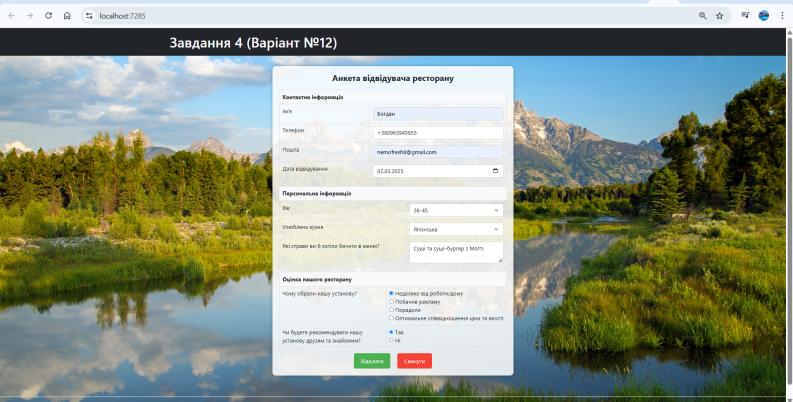 localhost:7285
Завдання 4 (Варіант №12)
Анкета відвідувача ресторану
Контактна інформація
Ім'я
Богдан
Телефон
+380963945855
Пошта
nemofresh8@gmail.com
Дата відвідування
02.03.2025
Персональна інформація
Вік
36-45
Улюблена кухня
Японська
Які страви ви б хотіли бачити в меню?
Суші та суші-бургер з Мотті
Оцінка нашого ресторану
Чому обрали нашу установу?
Недалеко від роботи/дому
Побачив рекламу
Порадили
Оптимальне співвідношення ціни та якості
Чи будете рекомендувати нашу
установу друзям та знайомим?
Так
Ні
Відіслати
Скинути